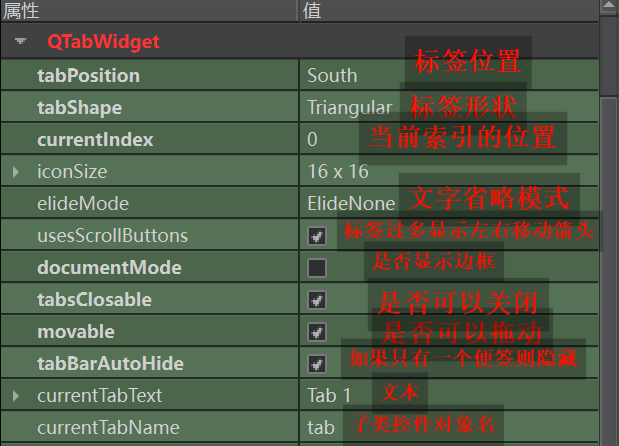 属性 值
QTabWidget
tabPosition South 标签位置
tabShape Triangular 标签形状
currentIndex 0 当前索引的位置
iconSize 16 x 16
elideMode ElideNone 文字省略模式
usesScrollButtons 标签过多显示左右移动箭头
documentMode 是否显示边框
tabsClosable 是否可以关闭
movable 是否可以拖动
tabBarAutoHide 如果只有一个便签则隐藏
currentTabText Tab 1 文本
currentTabName tab 子类控件对象名